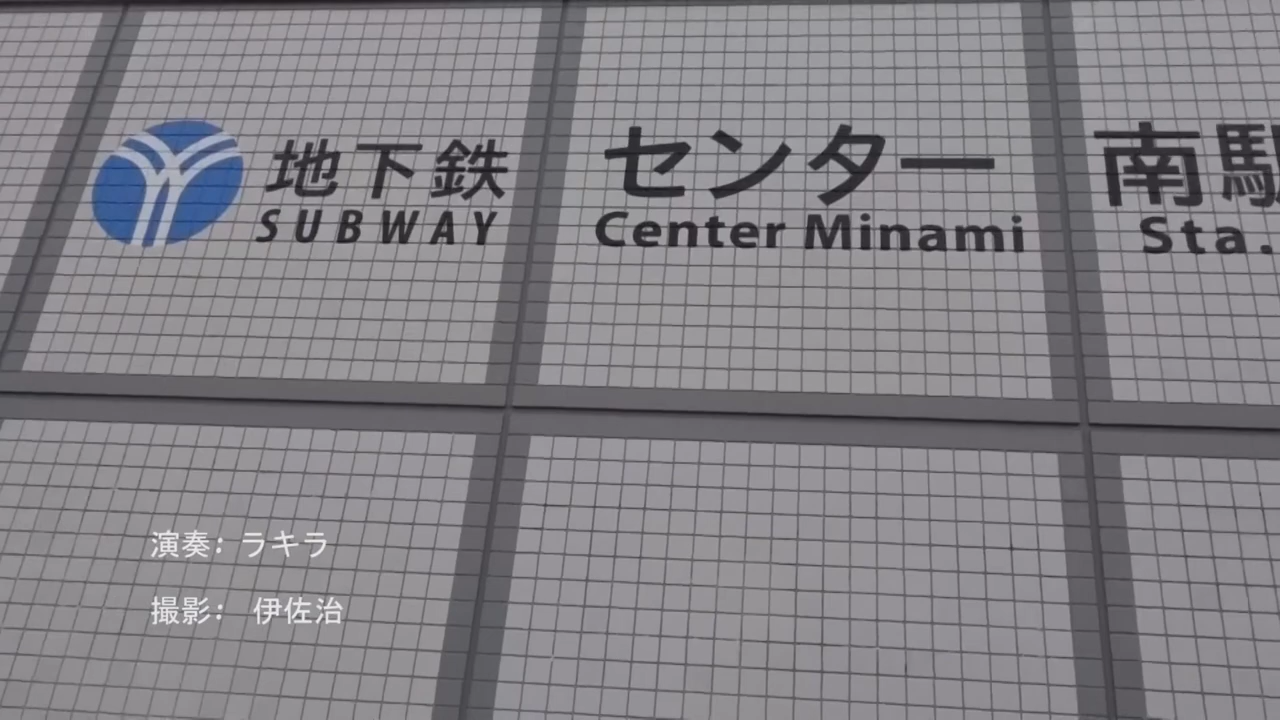 地下鉄 センター 南駅
SUBWAY Center Minami Sta.
演奏: ラキラ
撮影: 伊佐治